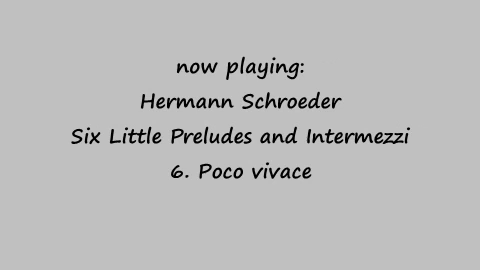 now playing:
Hermann Schroeder
Six Little Preludes and Intermezzi
6. Poco vivace